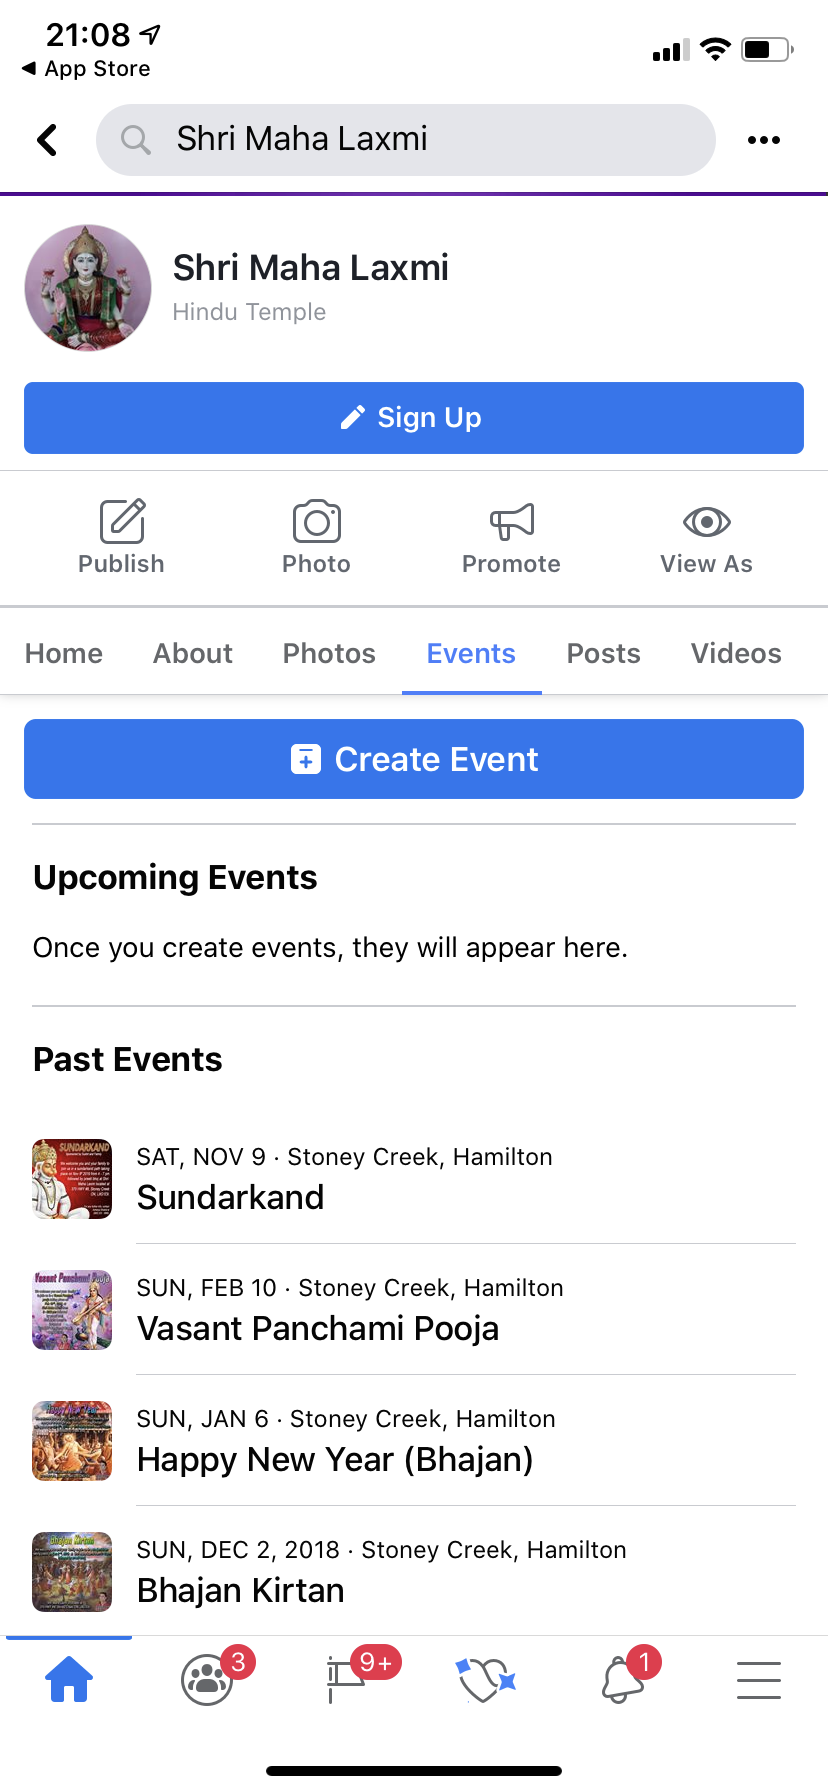 21:08
◀ App Store
Shri Maha Laxmi
Shri Maha Laxmi
Hindu Temple
Sign Up
Publish
Photo
Promote
View As
Home
About
Photos
Events
Posts
Videos
Create Event
Upcoming Events
Once you create events, they will appear here.
Past Events
SUNDARKAND
SAT, NOV 9 · Stoney Creek, Hamilton
Sundarkand
Vasant Panchami Pooja
SUN, FEB 10 · Stoney Creek, Hamilton
Vasant Panchami Pooja
Happy New Year
SUN, JAN 6 · Stoney Creek, Hamilton
Happy New Year (Bhajan)
Bhajan Kirtan
SUN, DEC 2, 2018 · Stoney Creek, Hamilton
Bhajan Kirtan
3
9+
1